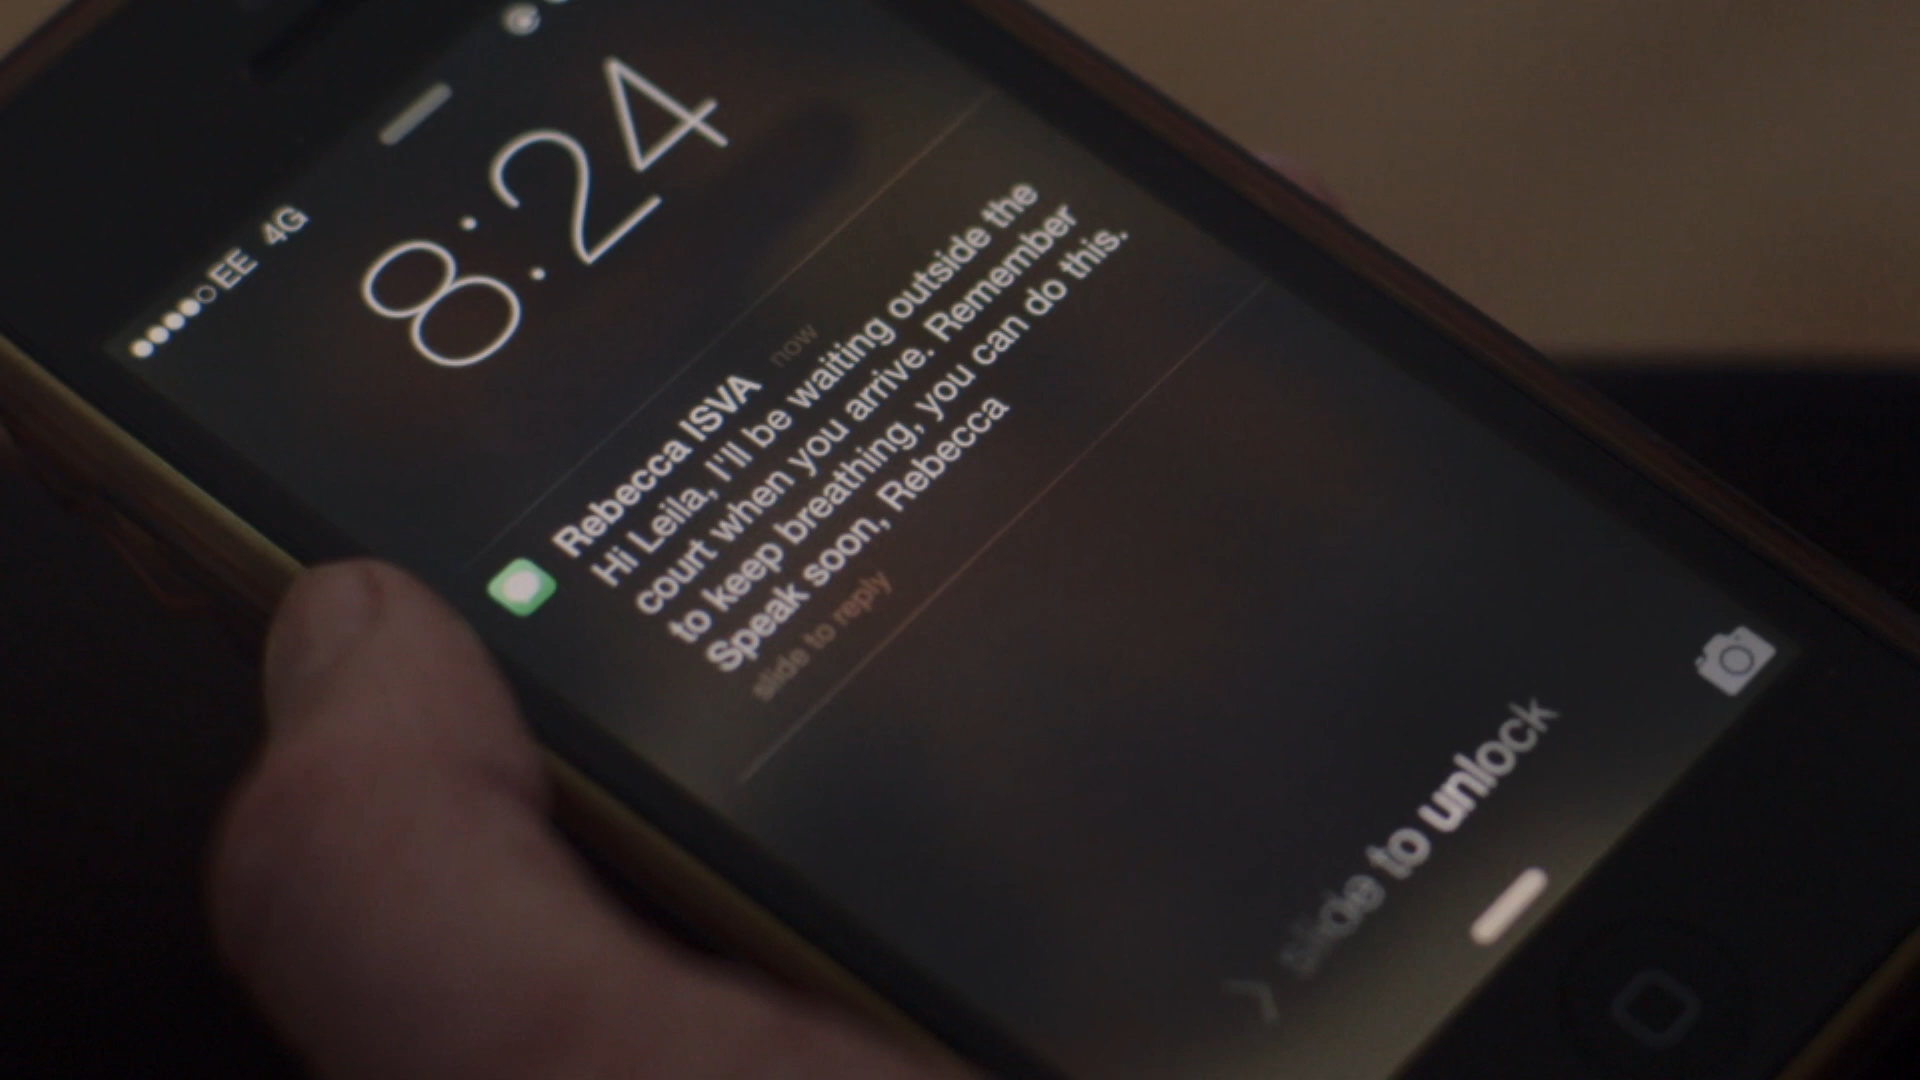 ●●●●○ EE 4G
8:24
Rebecca ISVA now
Hi Leila, I'll be waiting outside the
court when you arrive. Remember
to keep breathing, you can do this.
Speak soon, Rebecca
slide to reply
slide to unlock